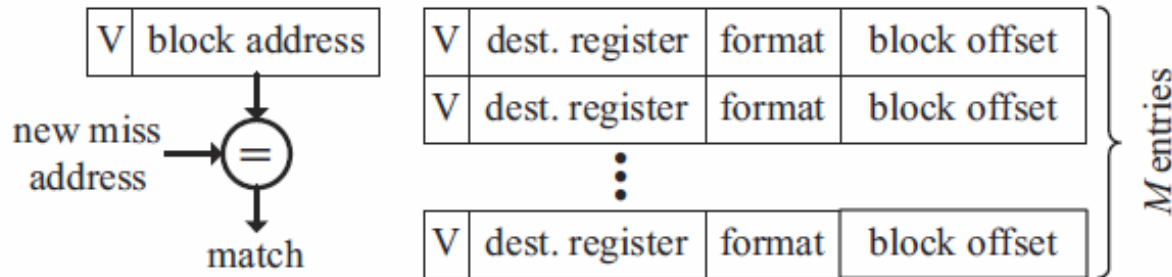 V block address
new miss
address
=
match
V dest. register format block offset
V dest. register format block offset
V dest. register format block offset
M entries